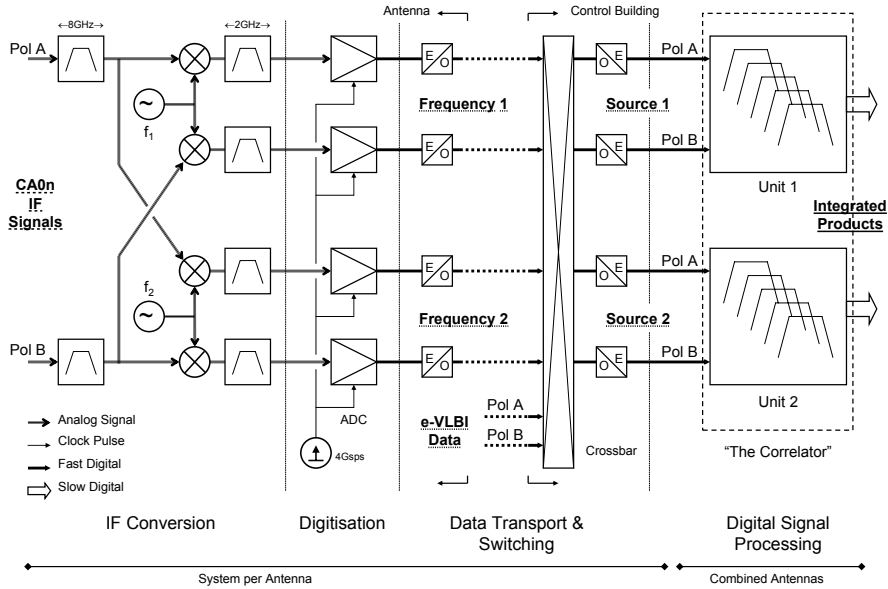 ←8GHz→
←2GHz→
Antenna
Control Building
Pol A
f1
E
O
O
E
Pol A
Frequency 1
Source 1
E
O
O
E
Pol B
Unit 1
CA0n
IF
Signals
Integrated
Products
E
O
O
E
Pol A
f2
Frequency 2
Source 2
Pol B
E
O
O
E
Pol B
Unit 2
Analog Signal
Clock Pulse
Fast Digital
Slow Digital
ADC
4Gsps
e-VLBI
Data
Pol A
Pol B
Crossbar
“The Correlator”
IF Conversion
Digitisation
Data Transport &
Switching
Digital Signal
Processing
System per Antenna
Combined Antennas